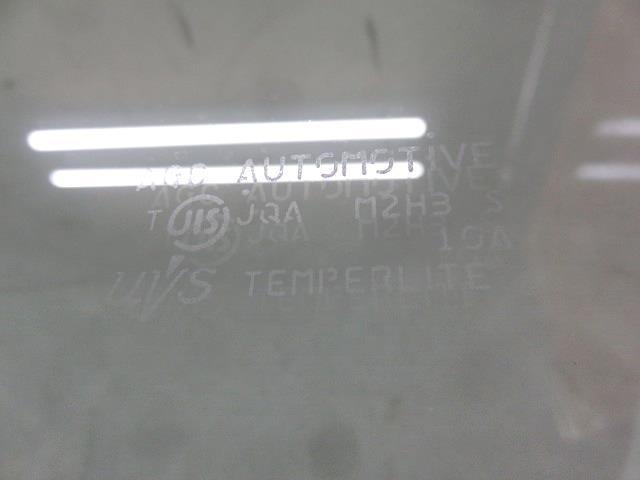 AUTOMOTIVE
T JIS JQA M2H3 S
UVS TEMPERLITE